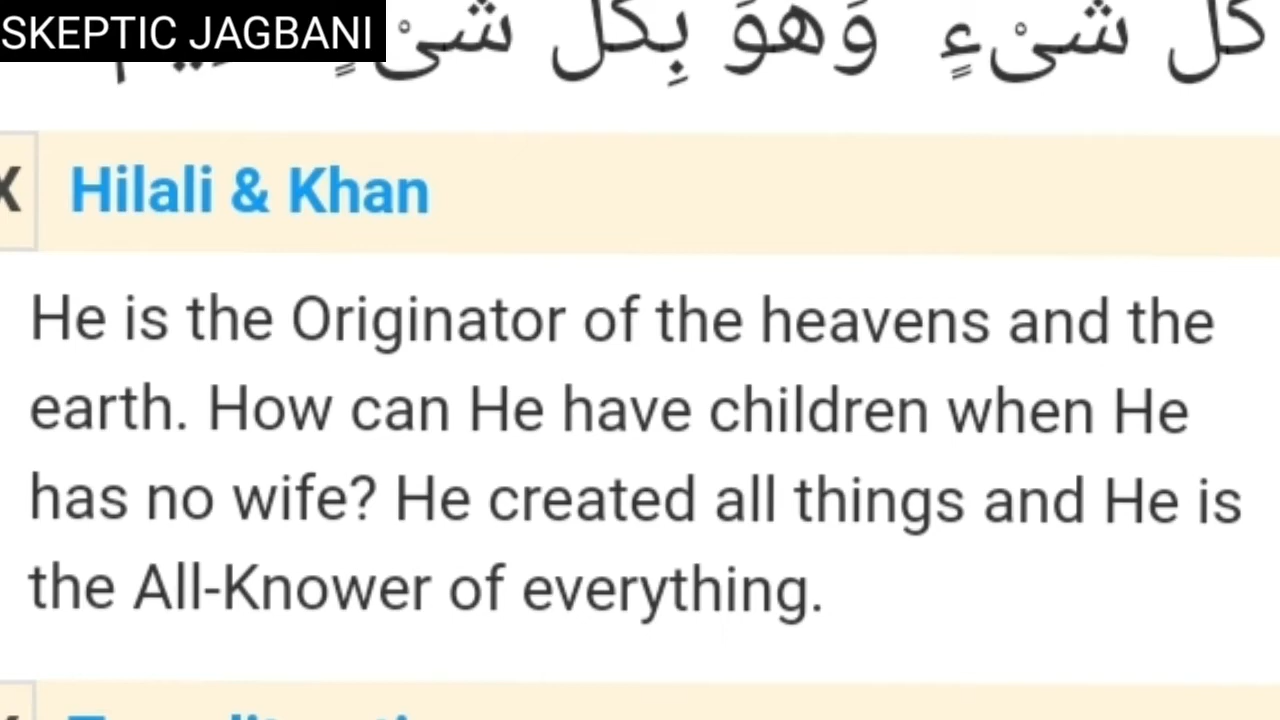 SKEPTIC JAGBANI
كُلَّ شَىْءٍ وَهُوَ بِكُلِّ شَىْءٍ
X
Hilali & Khan
He is the Originator of the heavens and the
earth. How can He have children when He
has no wife? He created all things and He is
the All-Knower of everything.